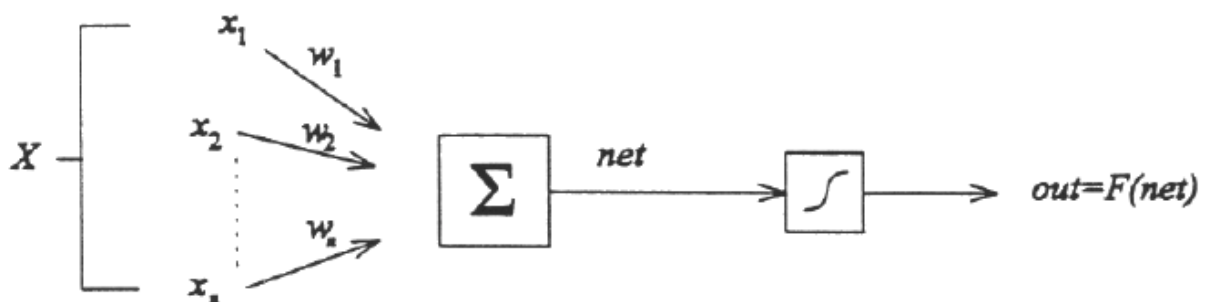 x₁
w₁
X
x₂
w₂
Σ
net
out=F(net)
wₙ
xₙ